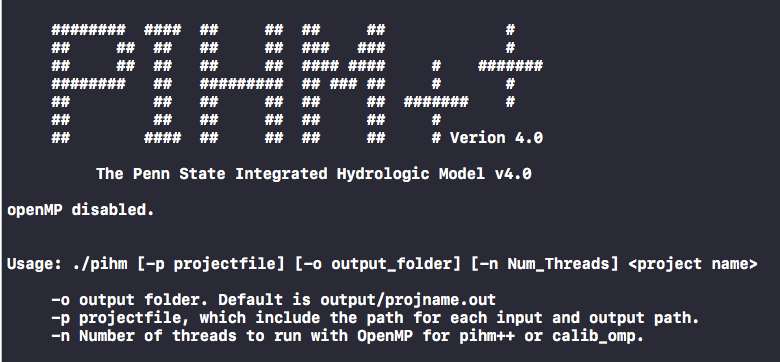 PIHM++
Verion 4.0
The Penn State Integrated Hydrologic Model v4.0
openMP disabled.
Usage: ./pihm [-p projectfile] [-o output_folder] [-n Num_Threads] <project name>
-o output folder. Default is output/projname.out
-p projectfile, which include the path for each input and output path.
-n Number of threads to run with OpenMP for pihm++ or calib_omp.